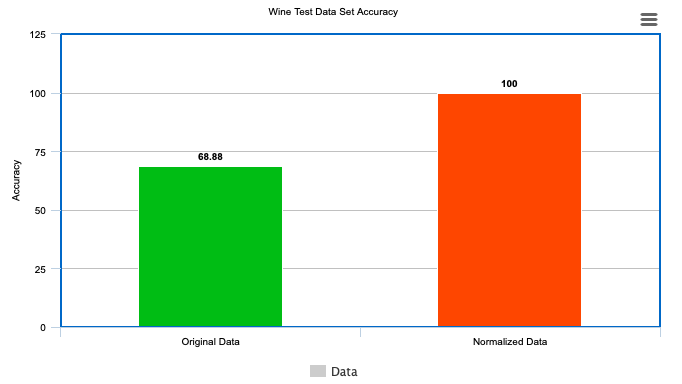 Wine Test Data Set Accuracy
125
100
75
50
25
0
Accuracy
68.88
100
Original Data
Normalized Data
Data